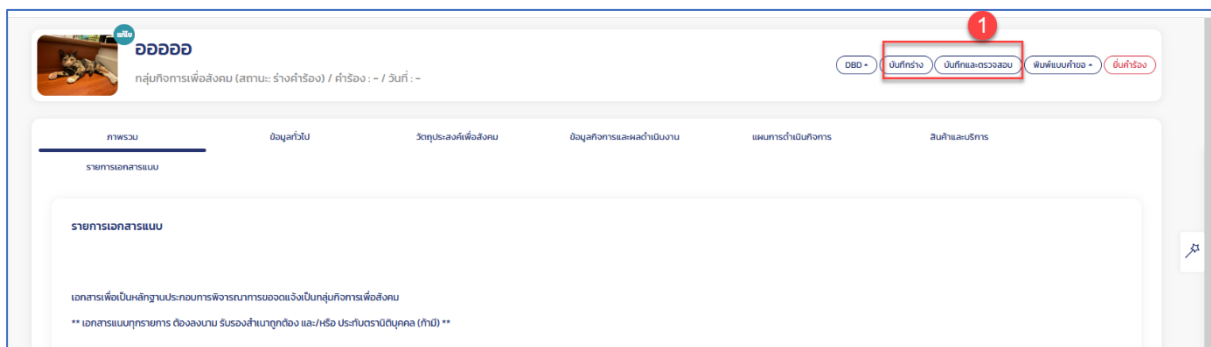 1
แก้ไข
ออออออ
กลุ่มกิจการเพื่อสังคม (สถานะ: ร่างคำร้อง) / คำร้อง : - / วันที่ : -
DBD บันทึกร่าง บันทึกและตรวจสอบ พิมพ์แบบคำขอ ยื่นคำร้อง
ภาพรวม ข้อมูลทั่วไป วัตถุประสงค์เพื่อสังคม ข้อมูลกิจการและผลดำเนินงาน แผนการดำเนินกิจการ สินค้าและบริการ
รายการเอกสารแนบ
รายการเอกสารแนบ
เอกสารเพื่อเป็นหลักฐานประกอบการพิจารณาการขอจดแจ้งเป็นกลุ่มกิจการเพื่อสังคม
** เอกสารแนบทุกรายการ ต้องลงนาม รับรองสำเนาถูกต้อง และ/หรือ ประทับตรานิติบุคคล (ถ้ามี) **